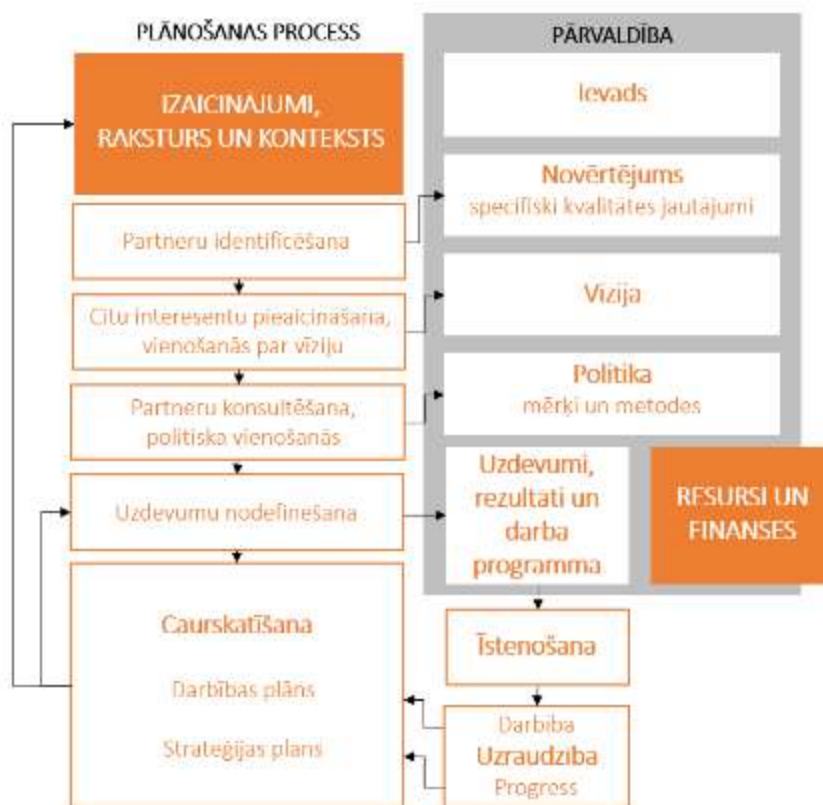 PLĀNOŠANAS PROCESS
IZAICINĀJUMI,
RAKSTURS UN KONTEKSTS
Partneru identificēšana
Citu interesentu pieaicināšana,
vienošanās par vīziju
Partneru konsultēšana,
politiska vienošanās
Uzdevumu nodefinēšana
Caurskatīšana
Darbības plāns
Stratēģijas plāns
PĀRVALDĪBA
Ievads
Novērtējums
specifiski kvalitātes jautājumi
Vīzija
Politika
mērķi un metodes
Uzdevumi,
rezultāti un
darba
programma
RESURSI UN
FINANSES
Īstenošana
Darbība
Uzraudzība
Progress